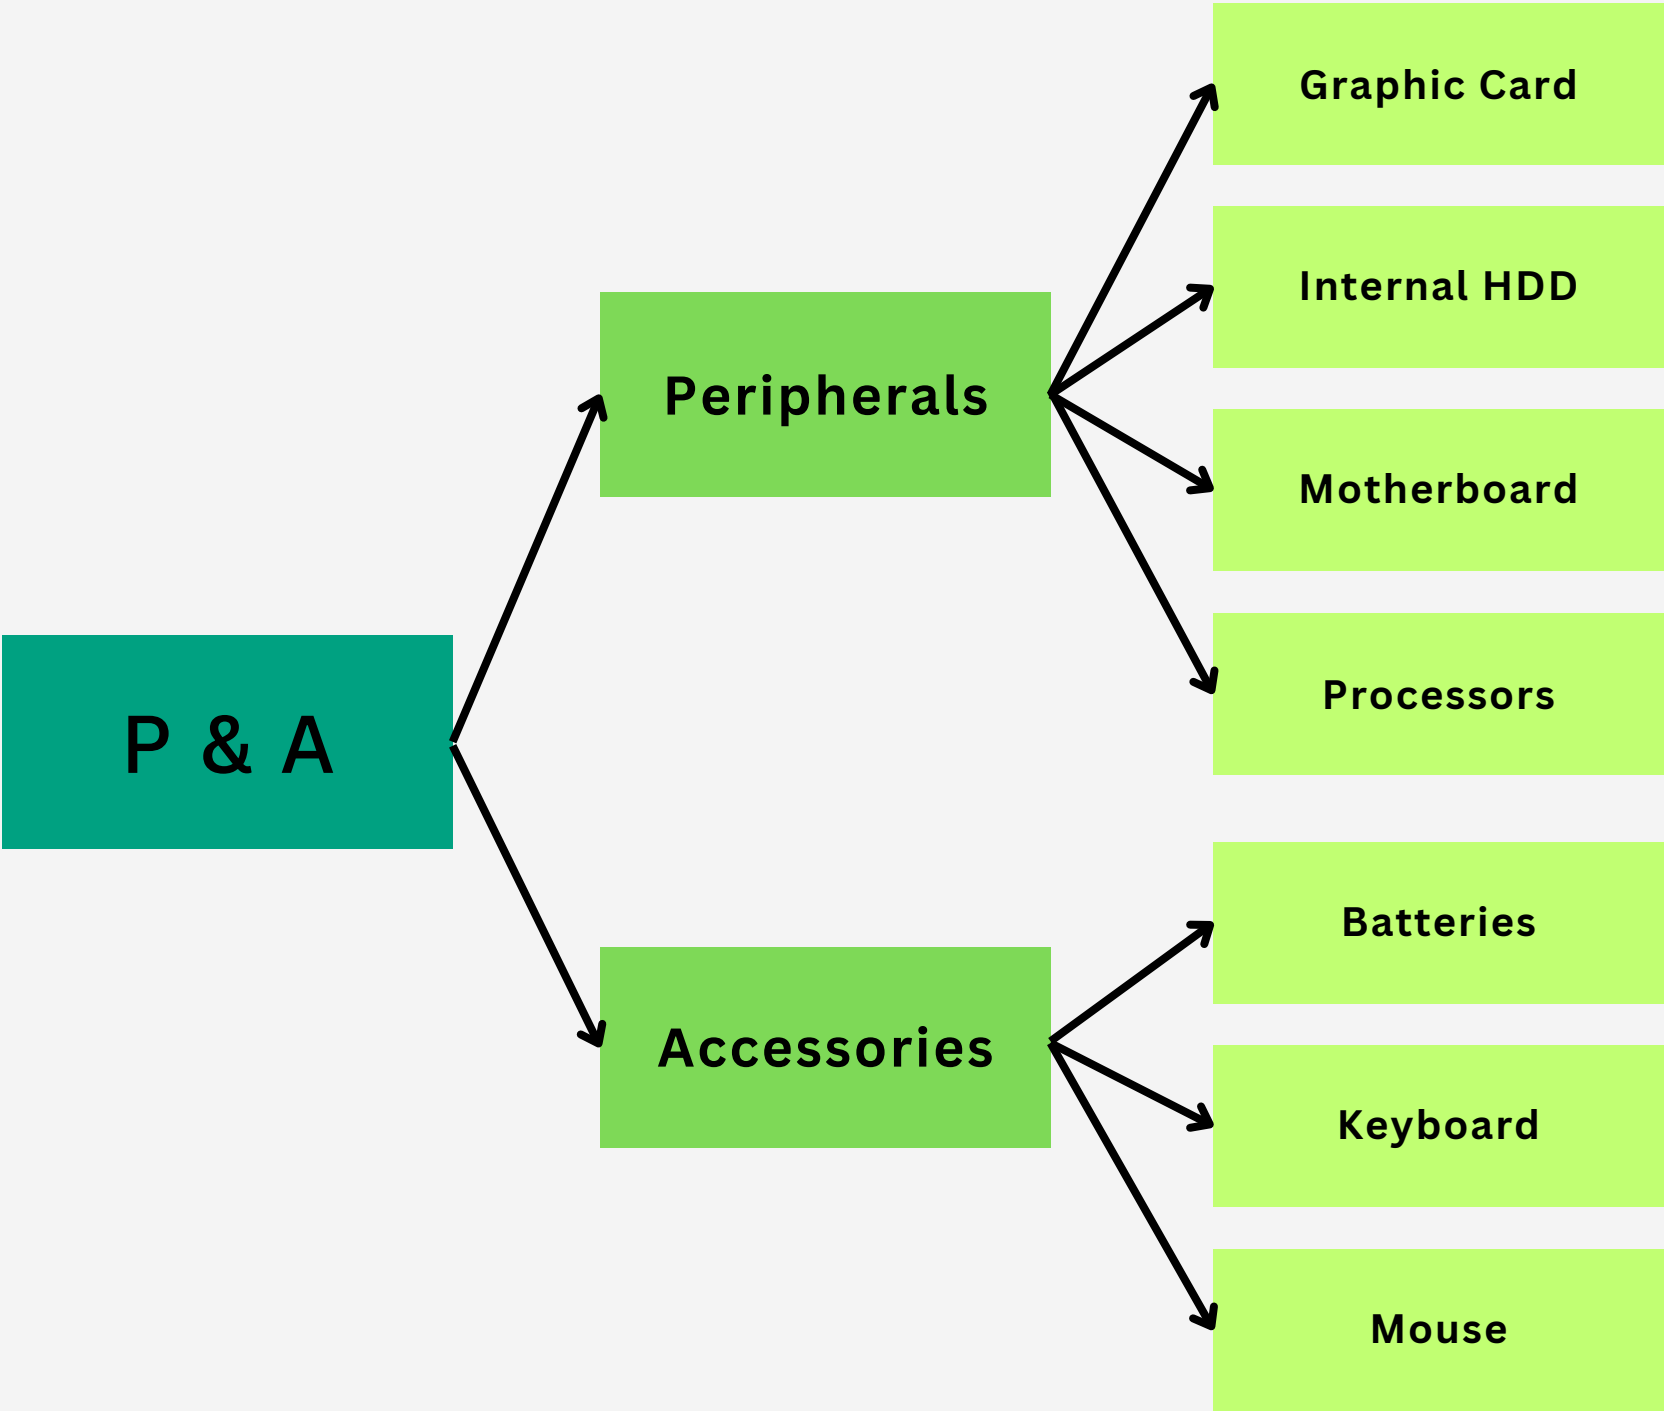 P & A
Peripherals
Graphic Card
Internal HDD
Motherboard
Processors
Accessories
Batteries
Keyboard
Mouse